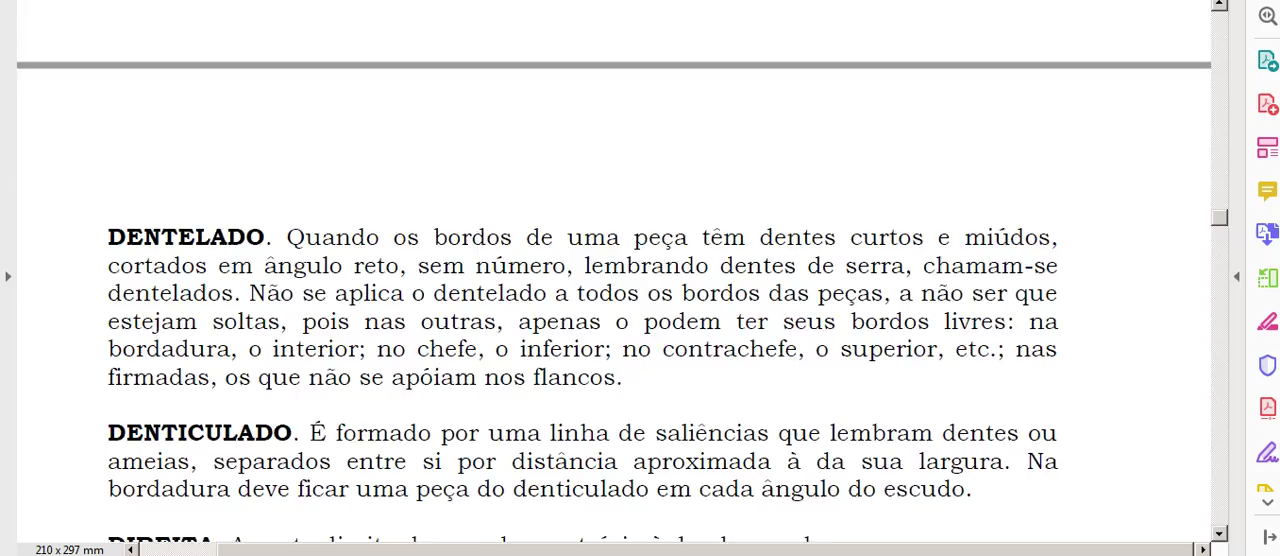 DENTELADO. Quando os bordos de uma peça têm dentes curtos e miúdos,
cortados em ângulo reto, sem número, lembrando dentes de serra, chamam-se
dentelados. Não se aplica o dentelado a todos os bordos das peças, a não ser que
estejam soltas, pois nas outras, apenas o podem ter seus bordos livres: na
bordadura, o interior; no chefe, o inferior; no contrachefe, o superior, etc.; nas
firmadas, os que não se apóiam nos flancos.
DENTICULADO. É formado por uma linha de saliências que lembram dentes ou
ameias, separados entre si por distância aproximada à da sua largura. Na
bordadura deve ficar uma peça do denticulado em cada ângulo do escudo.
DIREITA
210 x 297 mm